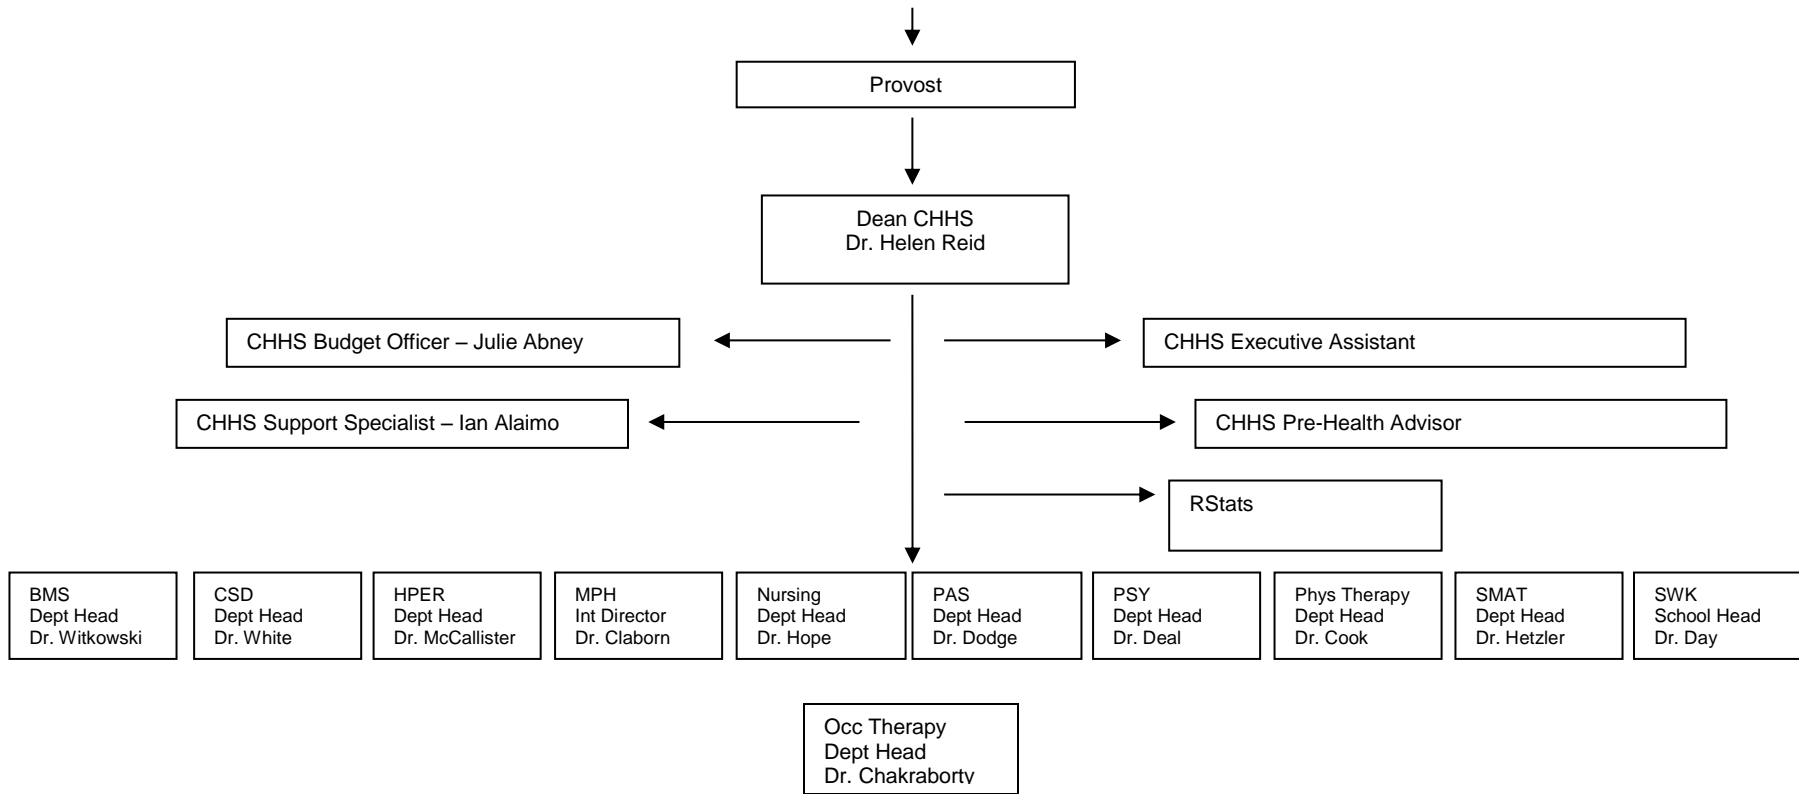 Provost
Dean CHHS
Dr. Helen Reid
CHHS Budget Officer – Julie Abney
CHHS Executive Assistant
CHHS Support Specialist – Ian Alaimo
CHHS Pre-Health Advisor
RStats
BMS
Dept Head
Dr. Witkowski
CSD
Dept Head
Dr. White
HPER
Dept Head
Dr. McCallister
MPH
Int Director
Dr. Claborn
Nursing
Dept Head
Dr. Hope
PAS
Dept Head
Dr. Dodge
PSY
Dept Head
Dr. Deal
Phys Therapy
Dept Head
Dr. Cook
SMAT
Dept Head
Dr. Hetzler
SWK
School Head
Dr. Day
Occ Therapy
Dept Head
Dr. Chakraborty